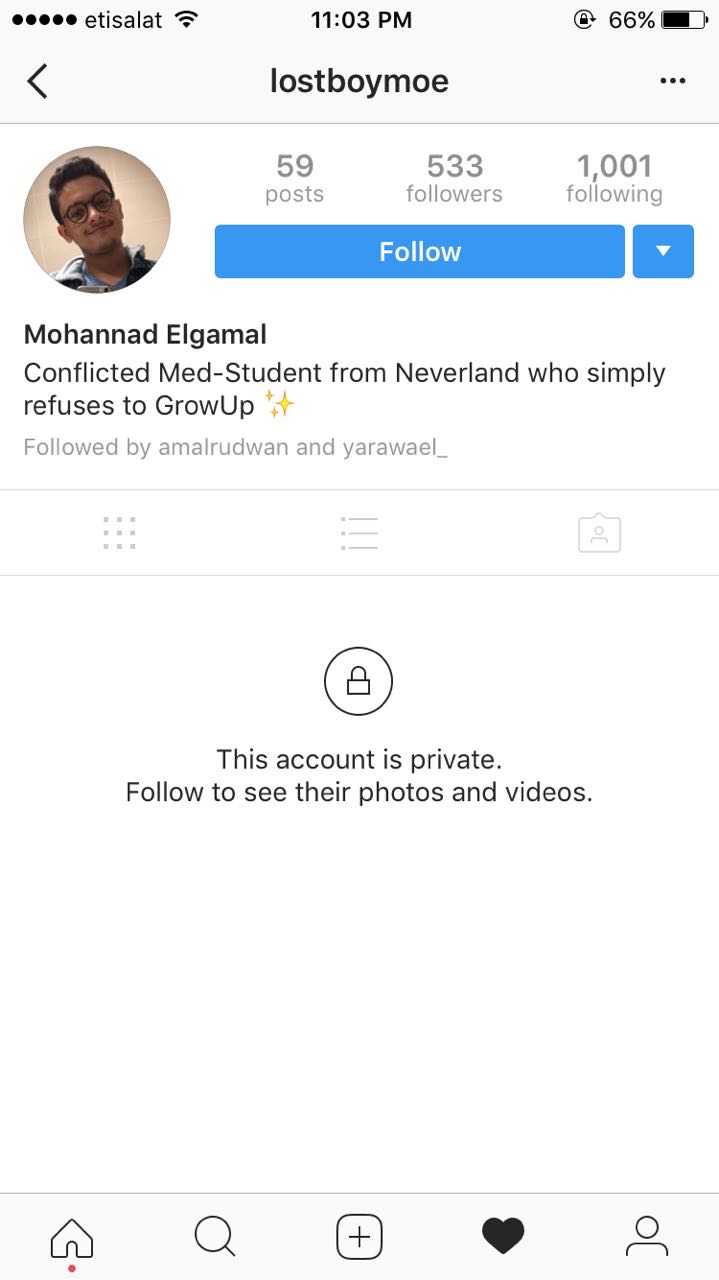 etisalat 11:03 PM 66%
lostboymoe
59 533 1,001
posts followers following
Follow
Mohannad Elgamal
Conflicted Med-Student from Neverland who simply
refuses to GrowUp ✨
Followed by amalrudwan and yarawael_
This account is private.
Follow to see their photos and videos.